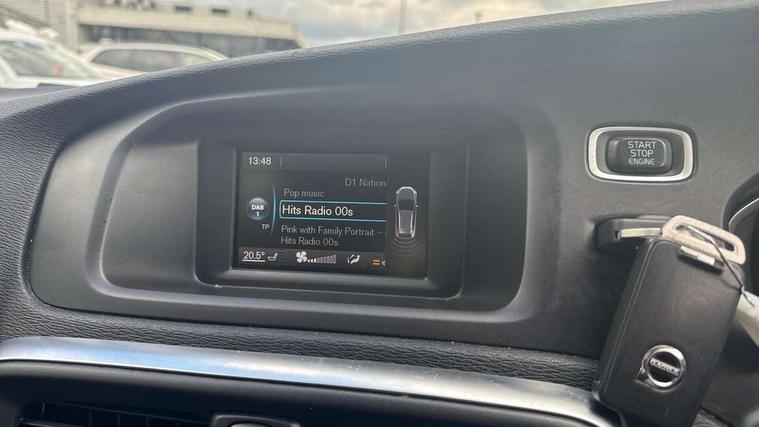 13:48
D1 Nation
Pop music
DAB
1
Hits Radio 00s
TP
Pink with Family Portrait --
Hits Radio 00s
20.5°
START
STOP
ENGINE